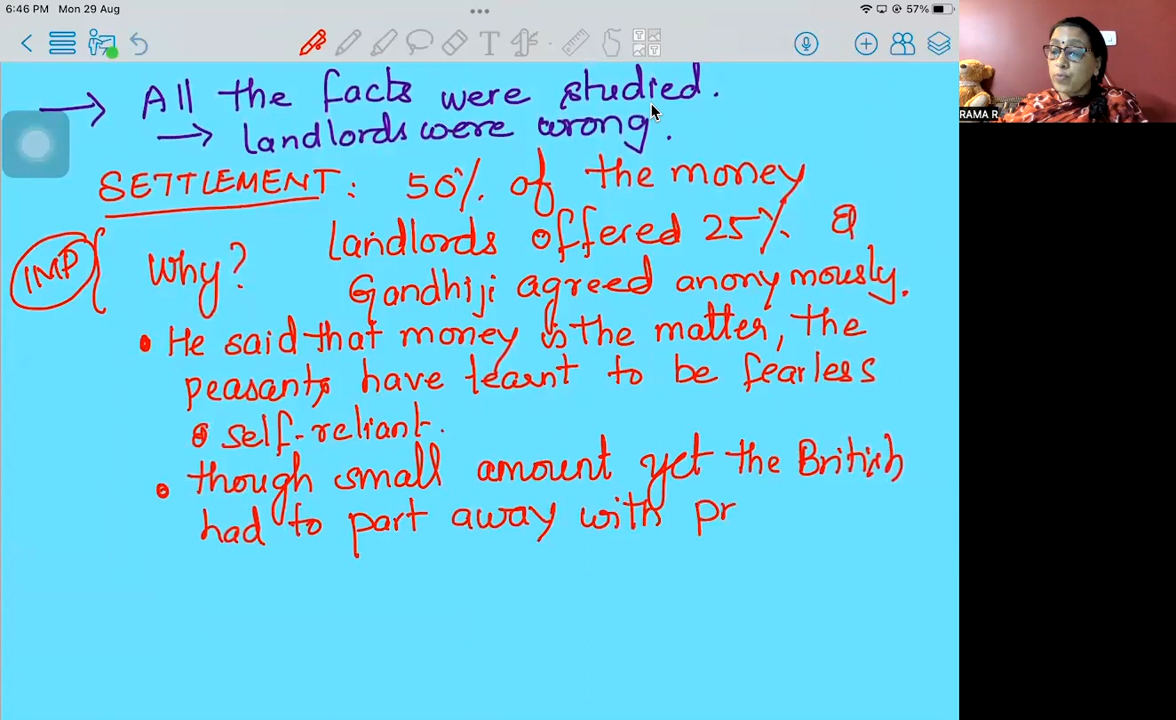 6:46 PM Mon 29 Aug
57%
→ All the facts were studied.
→ landlords were wrong.
SETTLEMENT: 50% of the money
landlords offered 25% &
IMP Why?
Gandhiji agreed anonymously.
• He said that money is the matter, the
peasants have learnt to be fearless
& self-reliant.
• though small amount yet the British
had to part away with pr
RAMA R